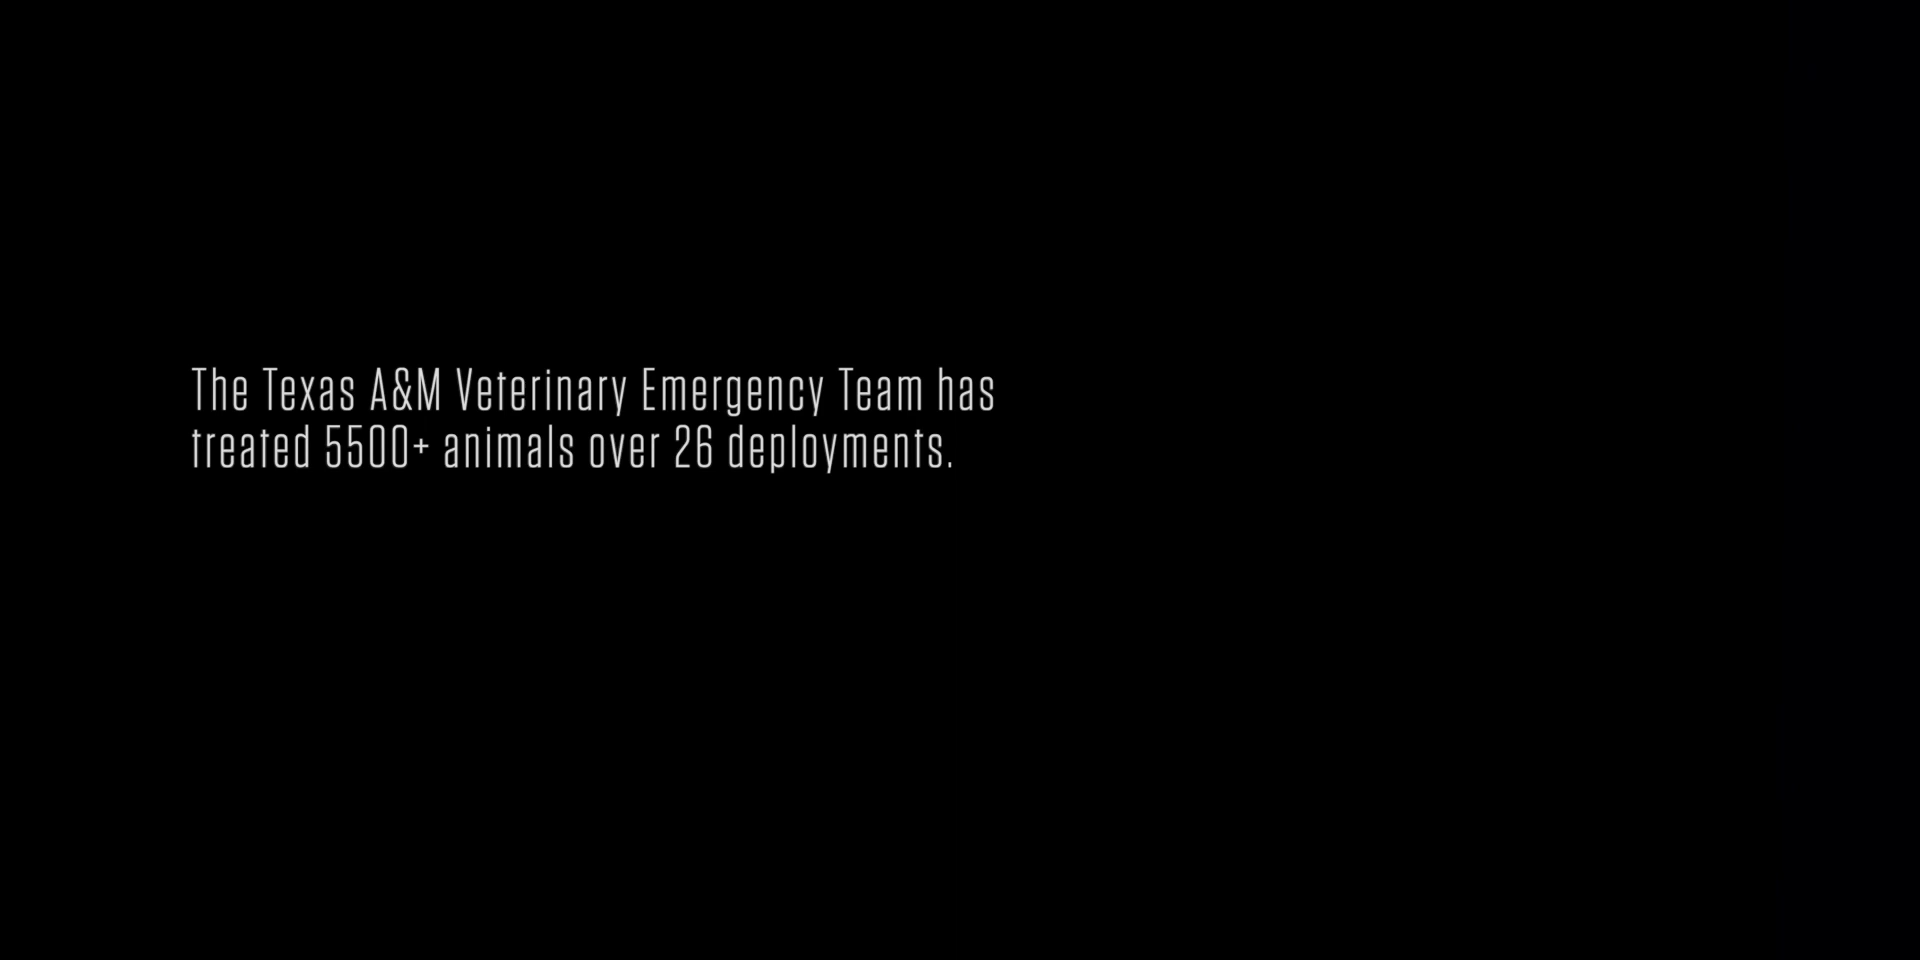 The Texas A&M Veterinary Emergency Team has
treated 5500+ animals over 26 deployments.